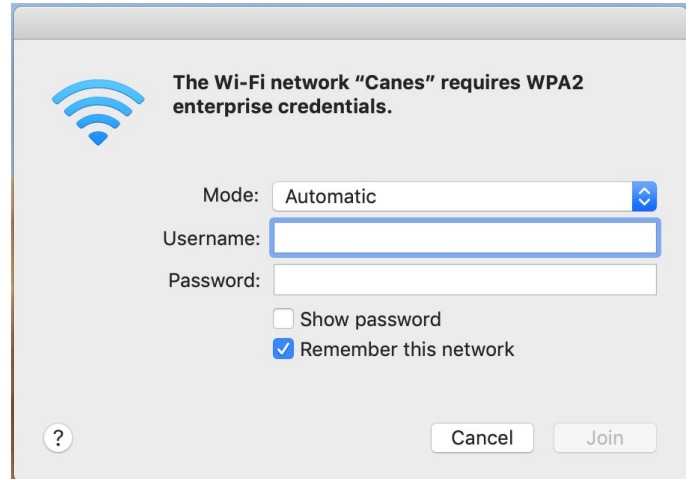 The Wi-Fi network “Canes” requires WPA2
enterprise credentials.
Mode: Automatic
Username:
Password:
Show password
Remember this network
? Cancel Join